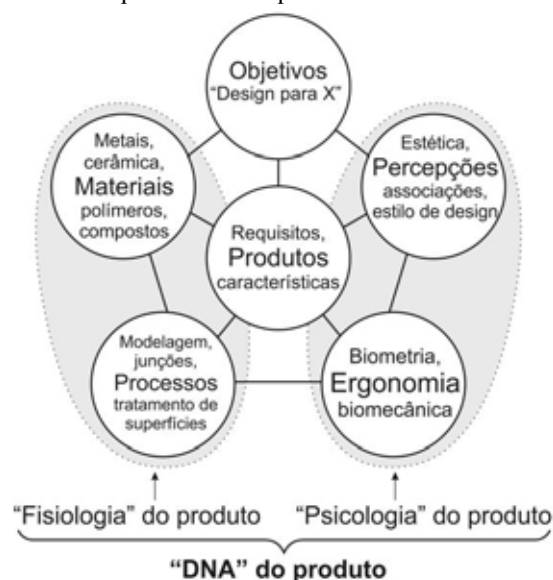 Objetivos
"Design para X"
Metais,
cerâmica,
Materiais
polímeros,
compostos
Estética,
Percepções
associações,
estilo de design
Requisitos,
Produtos
características
Modelagem,
junções,
Processos
tratamento de
superfícies
Biometria,
Ergonomia
biomecânica
"Fisiologia" do produto
"Psicologia" do produto
"DNA" do produto